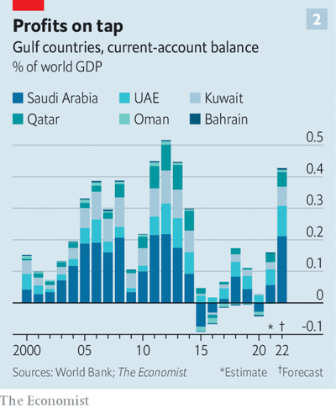 Profits on tap
2
Gulf countries, current-account balance
% of world GDP
Saudi Arabia UAE Kuwait
Qatar Oman Bahrain
0.5
0.4
0.3
0.2
0.1
0
-0.1
* †
2000 05 10 15 20 22
Sources: World Bank; The Economist *Estimate †Forecast
The Economist